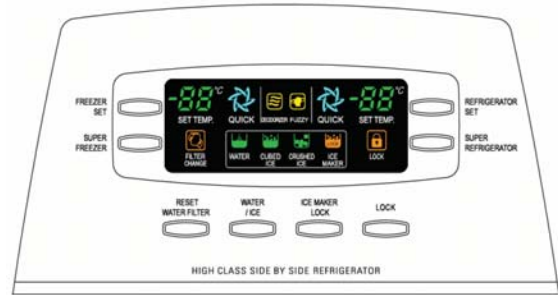 FREEZER
SET
SUPER
FREEZER
-88°C
SET TEMP.
QUICK
DEODORIZER
FUZZY
QUICK
-88°C
SET TEMP.
FILTER
CHANGE
WATER
CUBED
ICE
CRUSHED
ICE
ICE
MAKER
LOCK
REFRIGERATOR
SET
SUPER
REFRIGERATOR
RESET
WATER FILTER
WATER
/ ICE
ICE MAKER
LOCK
LOCK
HIGH CLASS SIDE BY SIDE REFRIGERATOR